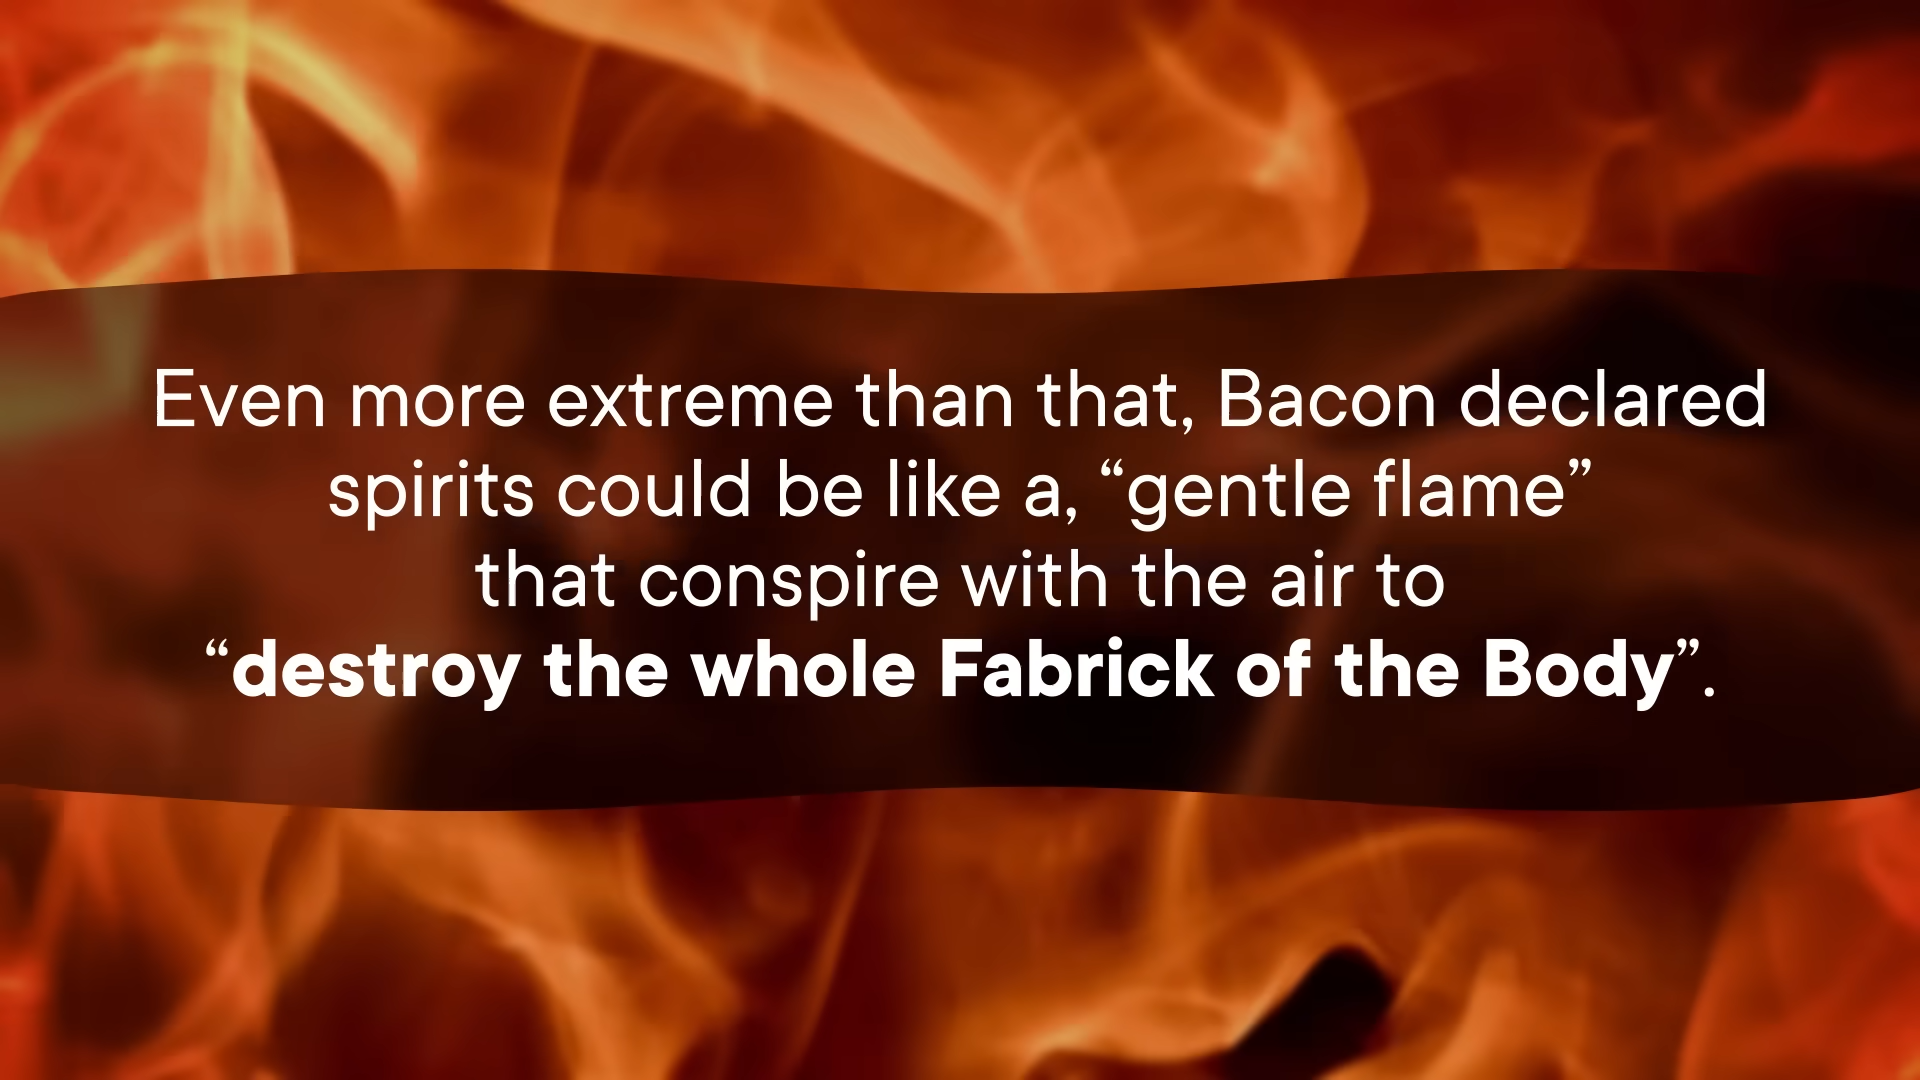 Even more extreme than that, Bacon declared
spirits could be like a, “gentle flame”
that conspire with the air to
“destroy the whole Fabrick of the Body”.